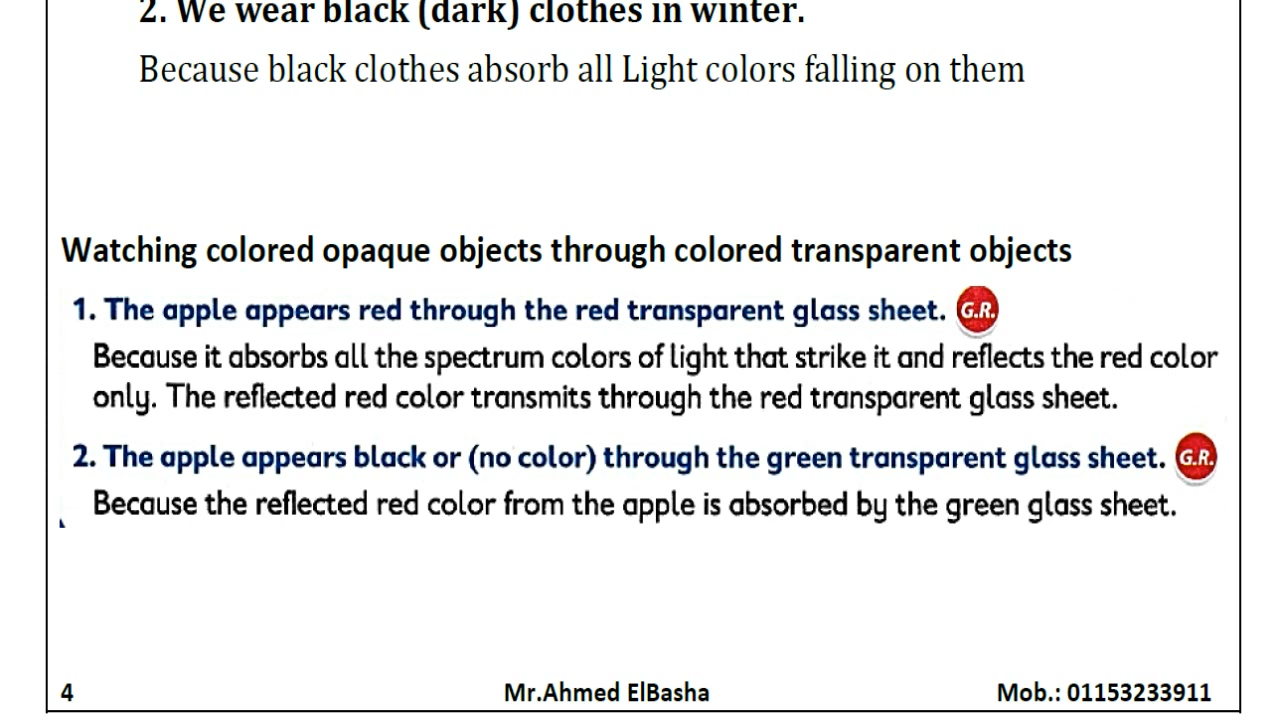 2. We wear black (dark) clothes in winter.
Because black clothes absorb all Light colors falling on them
Watching colored opaque objects through colored transparent objects
1. The apple appears red through the red transparent glass sheet. G.R.
Because it absorbs all the spectrum colors of light that strike it and reflects the red color
only. The reflected red color transmits through the red transparent glass sheet.
2. The apple appears black or (no color) through the green transparent glass sheet. G.R.
Because the reflected red color from the apple is absorbed by the green glass sheet.
4 Mr.Ahmed ElBasha Mob.: 01153233911